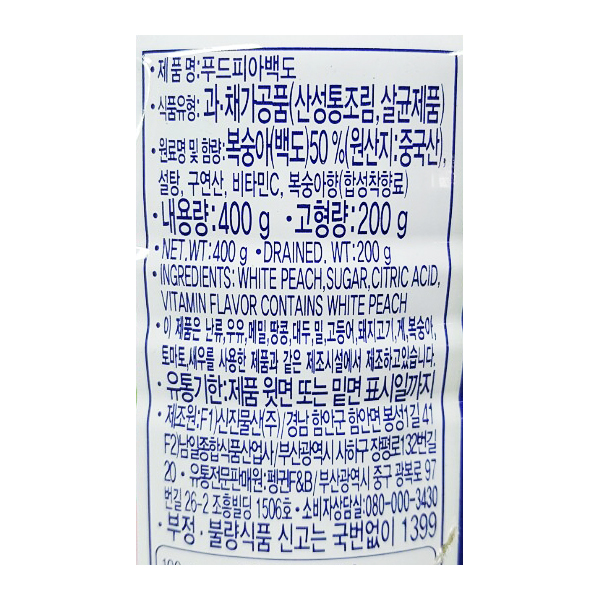 · 제 품 명:푸드피아백도
· 식품유형: 과·채가공품(산성통조림,살균제품)
· 원료명 및 함량:복숭아(백도)50 %(원산지:중국산),
설탕, 구연산, 비타민C, 복숭아향(합성착향료)
· 내용량:400 g · 고형량:200 g
· NET.WT:400 g · DRAINED. WT:200 g
· INGREDIENTS: WHITE PEACH,SUGAR,CITRIC ACID,
VITAMIN FLAVOR CONTAINS WHITE PEACH
· 이 제품은 난류,우유,메밀,땅콩,대두,밀,고등어,돼지고기,게,복숭아,
토마토,새우를 사용한 제품과 같은 제조시설에서 제조하고있습니다.
· 유통기한:제품 윗면 또는 밑면 표시일까지
· 제조원:F1)신진물산(주)/경남 함안군 함안면 봉성1길 41
F2)남일종합식품산업사/부산광역시 사하구 장평로132번길
20 · 유통전문판매원:펭귄F&B/부산광역시 중구 광복로 97
번길 26-2 조흥빌딩 1506호 · 소비자상담실:080-000-3430
· 부정 · 불량식품 신고는 국번없이 1399